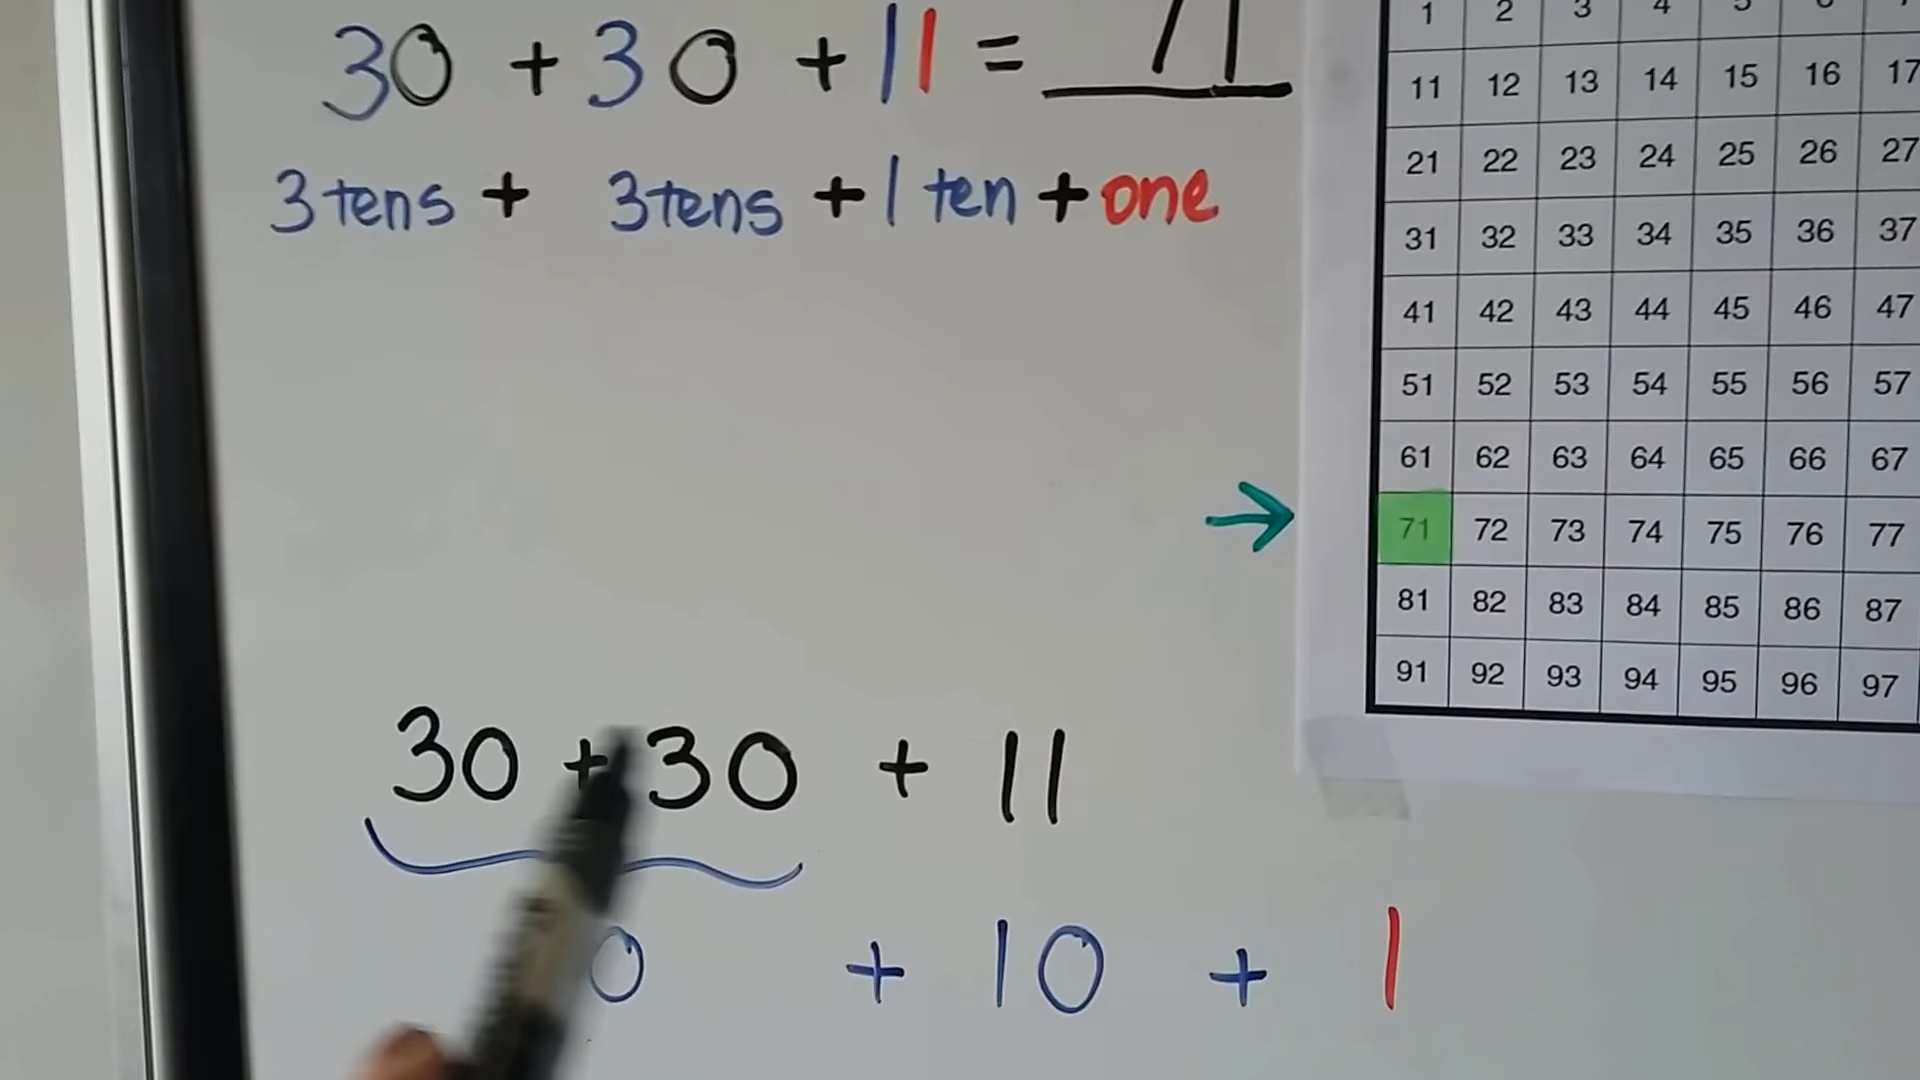 30 + 30 + 11 = 71
3 tens + 3 tens + 1 ten + one
1 2 3 4 5
11 12 13 14 15 16 17
21 22 23 24 25 26 27
31 32 33 34 35 36 37
41 42 43 44 45 46 47
51 52 53 54 55 56 57
61 62 63 64 65 66 67
71 72 73 74 75 76 77
81 82 83 84 85 86 87
91 92 93 94 95 96 97
30 + 30 + 11
0 + 10 + 1